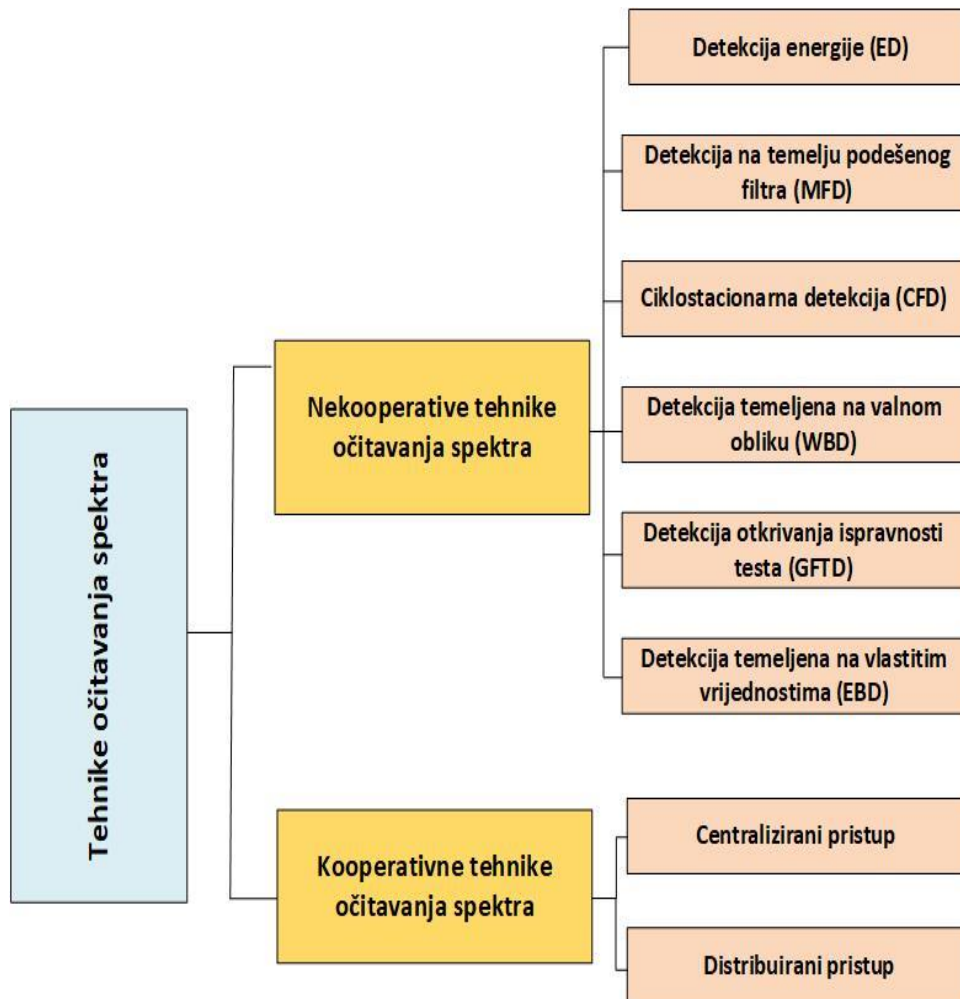 Tehnike očitavanja spektra
Nekooperative tehnike
očitavanja spektra
Detekcija energije (ED)
Detekcija na temelju podešenog
filtra (MFD)
Ciklostacionarna detekcija (CFD)
Detekcija temeljena na valnom
obliku (WBD)
Detekcija otkrivanja ispravnosti
testa (GFTD)
Detekcija temeljena na vlastitim
vrijednostima (EBD)
Kooperativne tehnike
očitavanja spektra
Centralizirani pristup
Distribuirani pristup